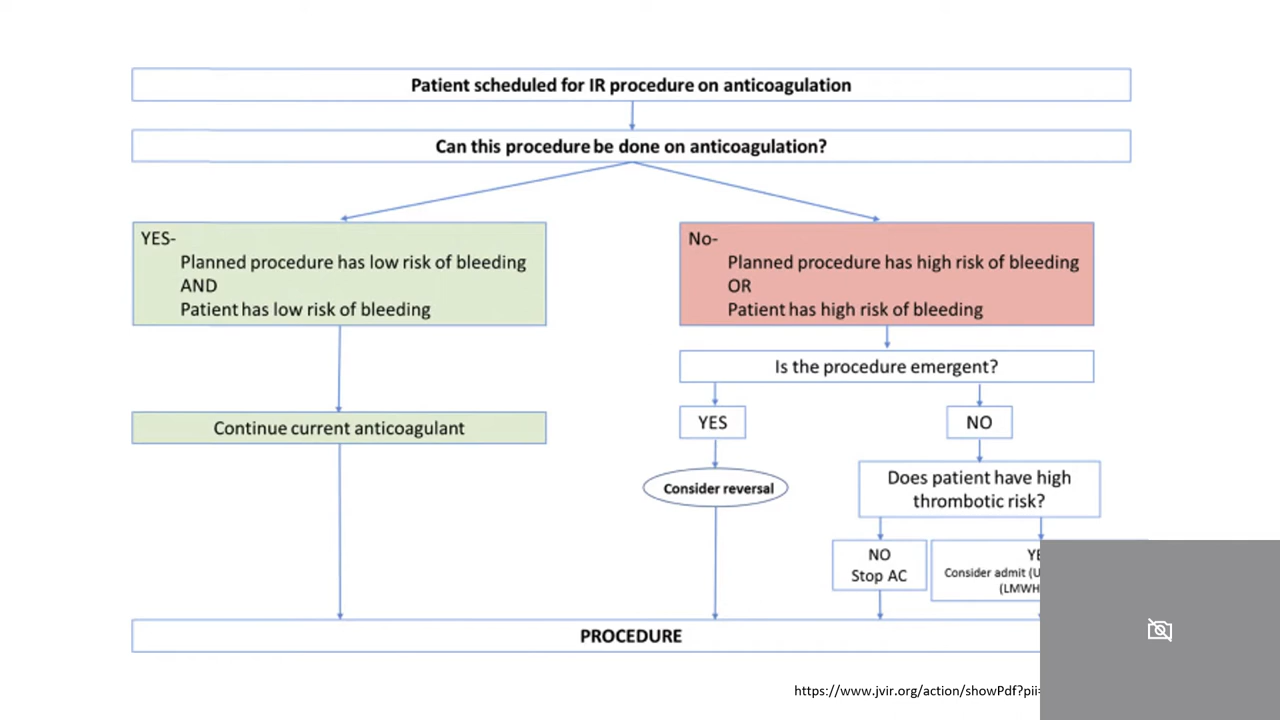 Patient scheduled for IR procedure on anticoagulation
Can this procedure be done on anticoagulation?
YES-
Planned procedure has low risk of bleeding
AND
Patient has low risk of bleeding
No-
Planned procedure has high risk of bleeding
OR
Patient has high risk of bleeding
Is the procedure emergent?
Continue current anticoagulant
YES
NO
Consider reversal
Does patient have high
thrombotic risk?
NO
Stop AC
Consider admit
(LMWH
PROCEDURE
https://www.jvir.org/action/showPdf?pii=